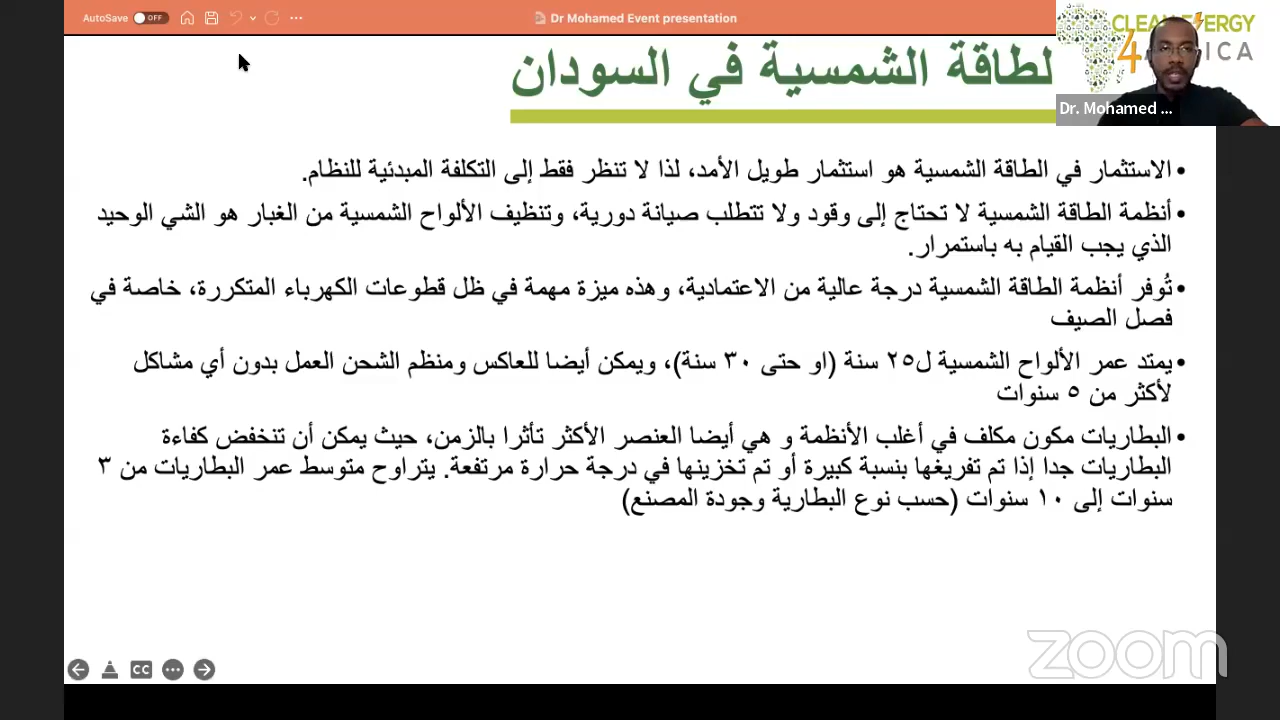 AutoSave OFF
Dr Mohamed Event presentation
CLEAN ENERGY
4
Dr. Mohamed ...
لطاقة الشمسية في السودان
• الاستثمار في الطاقة الشمسية هو استثمار طويل الأمد، لذا لا تنظر فقط إلى التكلفة المبدئية للنظام.
• أنظمة الطاقة الشمسية لا تحتاج إلى وقود ولا تتطلب صيانة دورية، وتنظيف الألواح الشمسية من الغبار هو الشي الوحيد
الذي يجب القيام به باستمرار.
• تُوفر أنظمة الطاقة الشمسية درجة عالية من الاعتمادية، وهذه ميزة مهمة في ظل قطوعات الكهرباء المتكررة، خاصة في
فصل الصيف
• يمتد عمر الألواح الشمسية ل٢٥ سنة (او حتى ٣٠ سنة)، ويمكن أيضا للعاكس ومنظم الشحن العمل بدون أي مشاكل
لأكثر من ٥ سنوات
• البطاريات مكون مكلف في أغلب الأنظمة و هي أيضا العنصر الأكثر تأثرا بالزمن، حيث يمكن أن تنخفض كفاءة
البطاريات جدا إذا تم تفريغها بنسبة كبيرة أو تم تخزينها في درجة حرارة مرتفعة. يتراوح متوسط عمر البطاريات من ٣
سنوات إلى ١٠ سنوات (حسب نوع البطارية وجودة المصنع)
CC
zoom